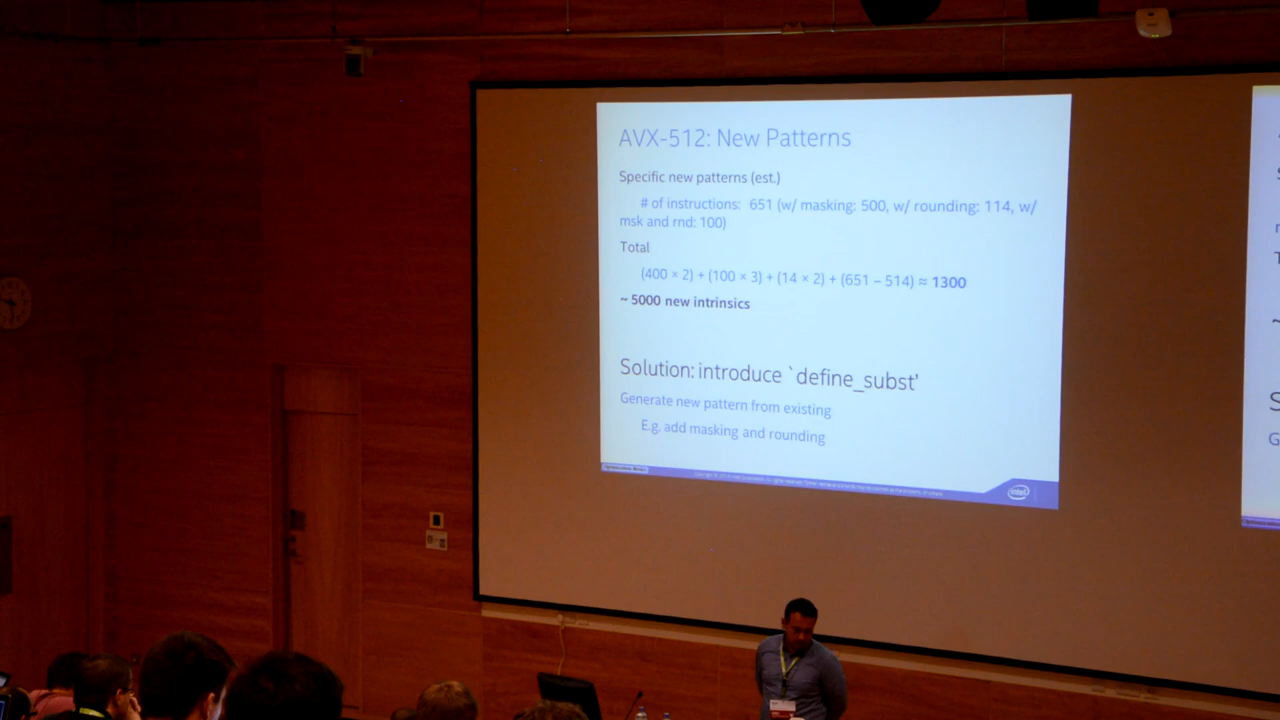 AVX-512: New Patterns
Specific new patterns (est.)
# of instructions: 651 (w/ masking: 500, w/ rounding: 114, w/
msk and rnd: 100)
Total
(400 × 2) + (100 × 3) + (14 × 2) + (651 – 514) ≈ 1300
~ 5000 new intrinsics
Solution: introduce `define_subst'
Generate new pattern from existing
E.g. add masking and rounding
intel